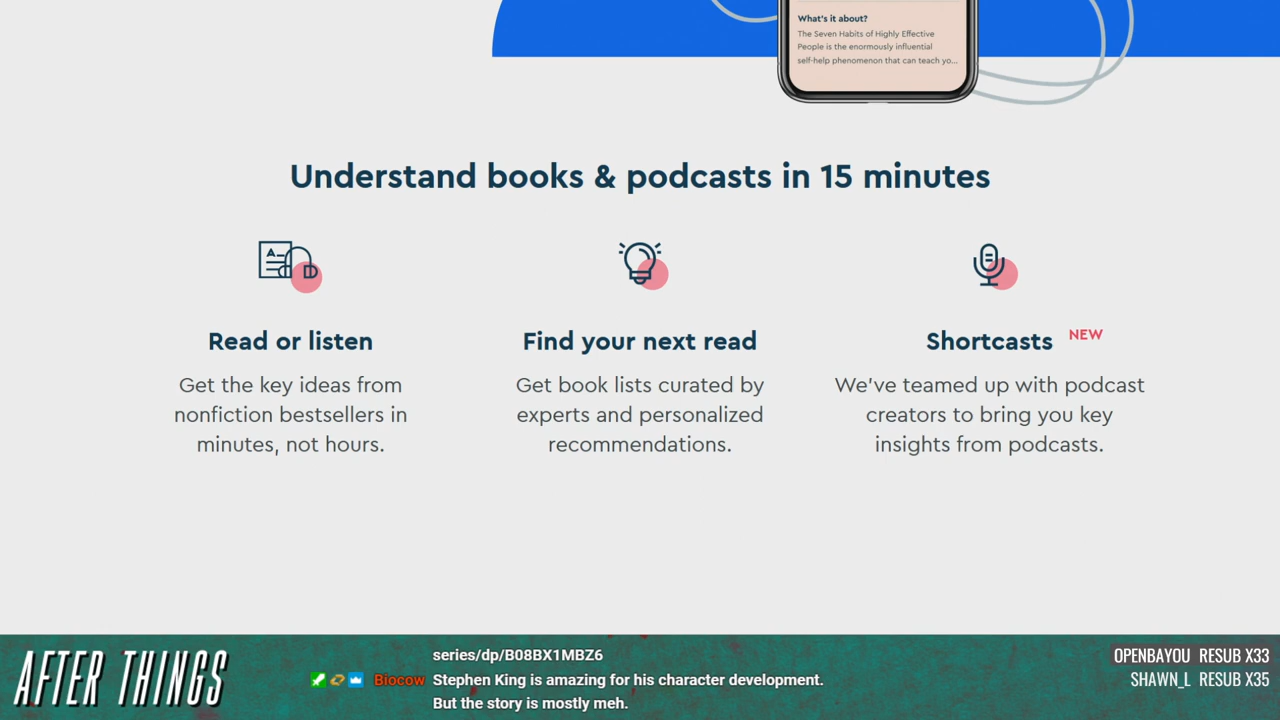 What's it about?
The Seven Habits of Highly Effective
People is the enormously influential
self-help phenomenon that can teach yo...
Understand books & podcasts in 15 minutes
Read or listen
Get the key ideas from
nonfiction bestsellers in
minutes, not hours.
Find your next read
Get book lists curated by
experts and personalized
recommendations.
Shortcasts NEW
We've teamed up with podcast
creators to bring you key
insights from podcasts.
AFTER THINGS
series/dp/B08BX1MBZ6
Biocow Stephen King is amazing for his character development.
But the story is mostly meh.
OPENBAYOU RESUB X33
SHAWN_L RESUB X35